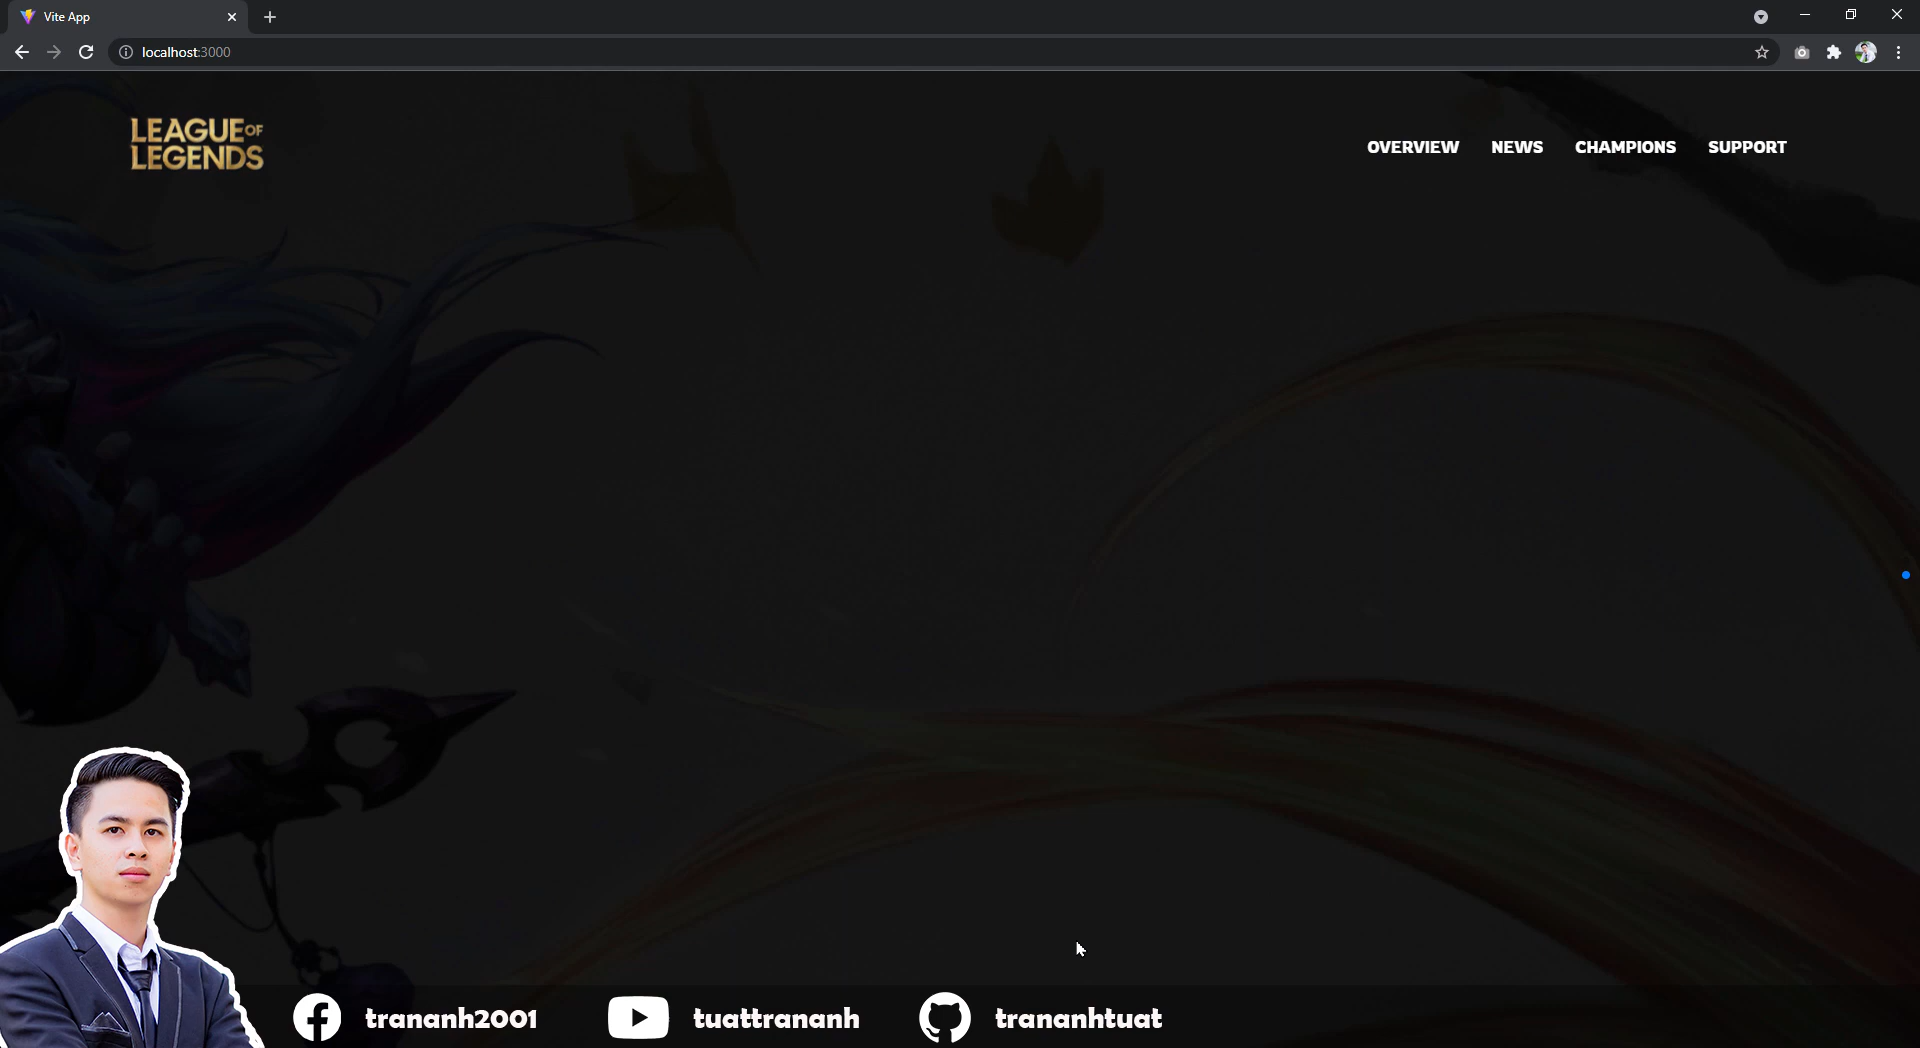 Vite App
localhost:3000
LEAGUE OF
LEGENDS
OVERVIEW NEWS CHAMPIONS SUPPORT
trananh2001 tuattrananh trananhtuat